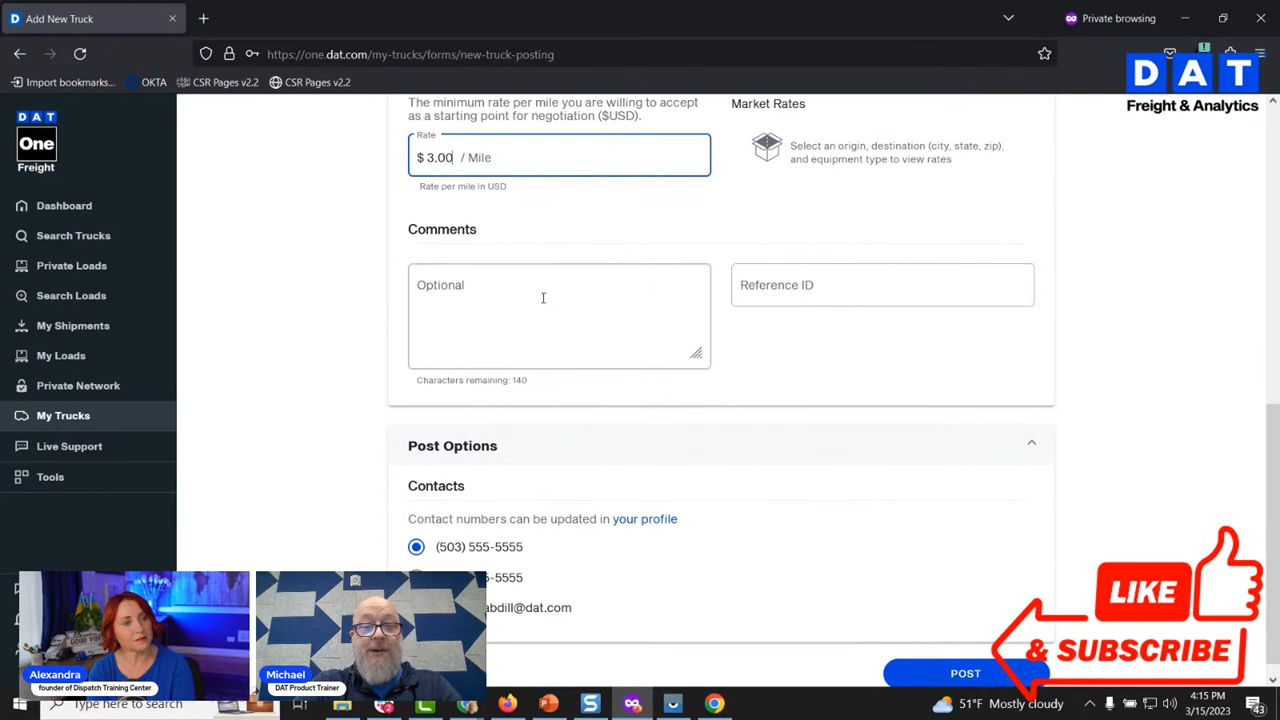 Add New Truck
Private browsing
https://one.dat.com/my-trucks/forms/new-truck-posting
Import bookmarks...
OKTA
CSR Pages v2.2
CSR Pages v2.2
DAT
Freight & Analytics
DAT
One
Freight
Dashboard
Search Trucks
Private Loads
Search Loads
My Shipments
My Loads
Private Network
My Trucks
Live Support
Tools
The minimum rate per mile you are willing to accept
as a starting point for negotiation ($USD).
Rate
$ 3.00 / Mile
Rate per mile in USD
Market Rates
Select an origin, destination (city, state, zip),
and equipment type to view rates
Comments
Optional
Reference ID
Characters remaining: 140
Post Options
Contacts
Contact numbers can be updated in your profile
(503) 555-5555
5-5555
abdill@dat.com
POST
LIKE
& SUBSCRIBE
GOOD
Alexandra
founder of Dispatch Training Center
Michael
DAT Product Trainer
here to search
51°F Mostly cloudy
4:15 PM
3/15/2023
43